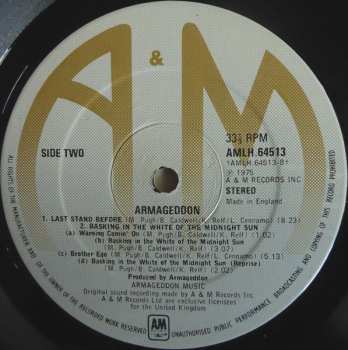 A & M
SIDE TWO
33⅓ RPM
AMLH 64513
(AMLH 64513-B)
℗ 1975
A & M RECORDS INC
STEREO
Made in England
ARMAGEDDON
1. LAST STAND BEFORE (M. Pugh/B. Caldwell/K. Relf/L. Cennamo) 8.23
2. BASKING IN THE WHITE OF THE MIDNIGHT SUN
(a) Warning Comin' On (M. Pugh/B. Caldwell/K. Relf)
(b) Basking in the White of the Midnight Sun
(M. Pugh/B. Caldwell/K. Relf) 3.02
(c) Brother Ego (M. Pugh/B. Caldwell/K. Relf)
(d) Basking in the White of the Midnight Sun (Reprise)
(M. Pugh/B. Caldwell/K. Relf) 2.02
Produced by Armageddon
ARMAGEDDON MUSIC
Original sound recording made by A & M Records Inc
A & M Records Ltd are exclusive licensees
for the United Kingdom
A&M
ALL RIGHTS OF THE MANUFACTURER AND OF THE OWNER OF THE RECORDED WORK RESERVED
UNAUTHORISED PUBLIC PERFORMANCE BROADCASTING AND COPYING OF THIS RECORD PROHIBITED